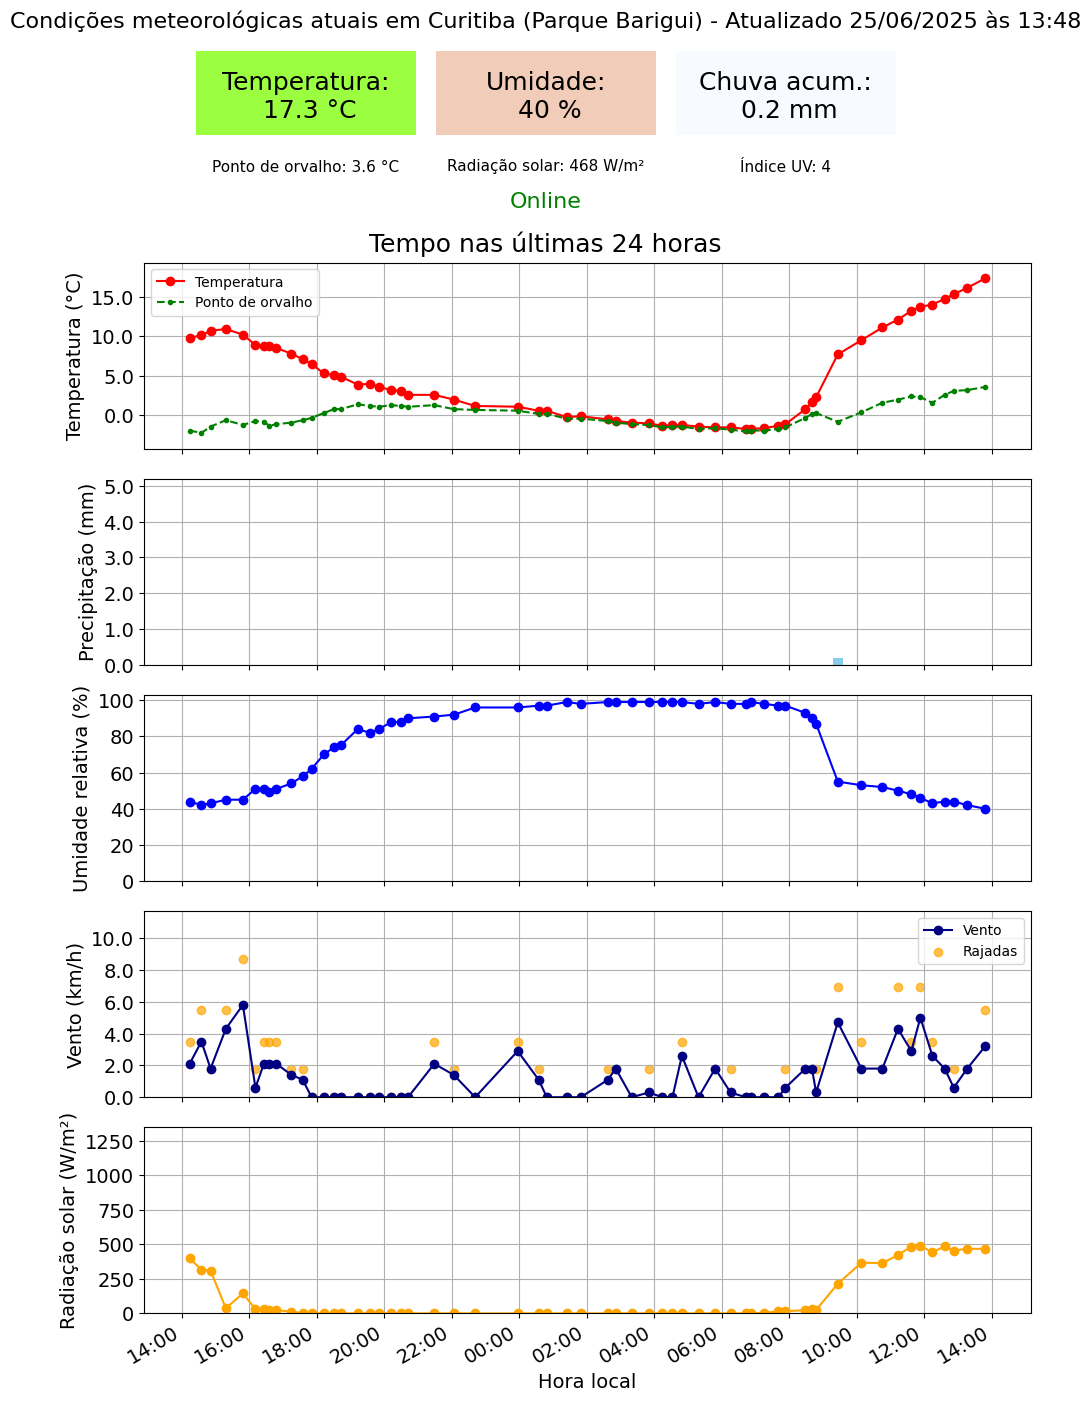 Condições meteorológicas atuais em Curitiba (Parque Barigui) - Atualizado 25/06/2025 às 13:48
Temperatura:
17.3 °C
Umidade:
40 %
Chuva acum.:
0.2 mm
Ponto de orvalho: 3.6 °C
Radiação solar: 468 W/m²
Índice UV: 4
Online
Tempo nas últimas 24 horas
Temperatura (°C)
15.0
10.0
5.0
0.0
Temperatura
Ponto de orvalho
Precipitação (mm)
5.0
4.0
3.0
2.0
1.0
0.0
Umidade relativa (%)
100
80
60
40
20
0
Vento (km/h)
10.0
8.0
6.0
4.0
2.0
0.0
Vento
Rajadas
Radiação solar (W/m²)
1250
1000
750
500
250
0
14:00
16:00
18:00
20:00
22:00
00:00
02:00
04:00
06:00
08:00
10:00
12:00
14:00
Hora local